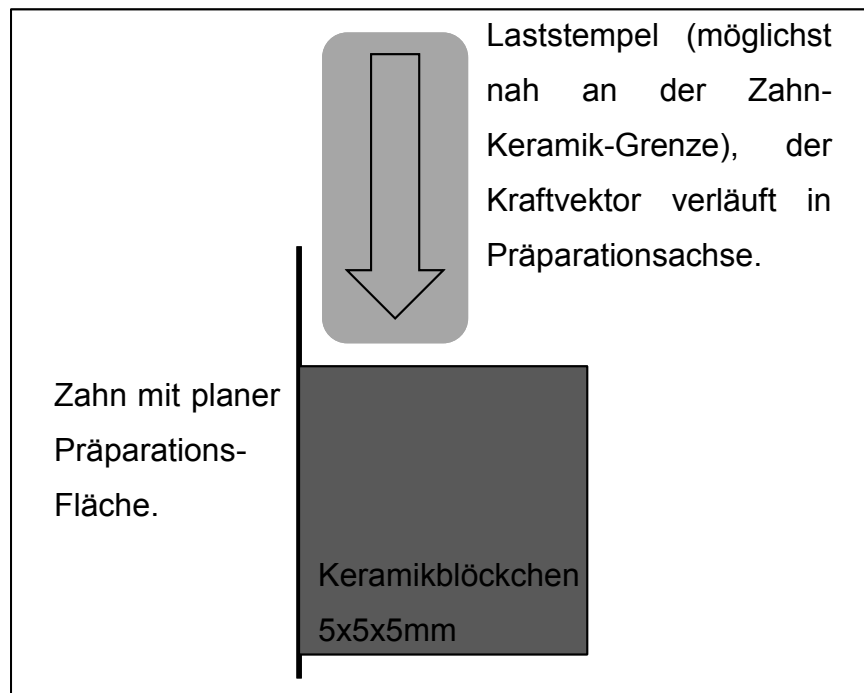 Laststempel (möglichst
nah an der Zahn-
Keramik-Grenze), der
Kraftvektor verläuft in
Präparationsachse.
Zahn mit planer
Präparations-
Fläche.
Keramikblöckchen
5x5x5mm